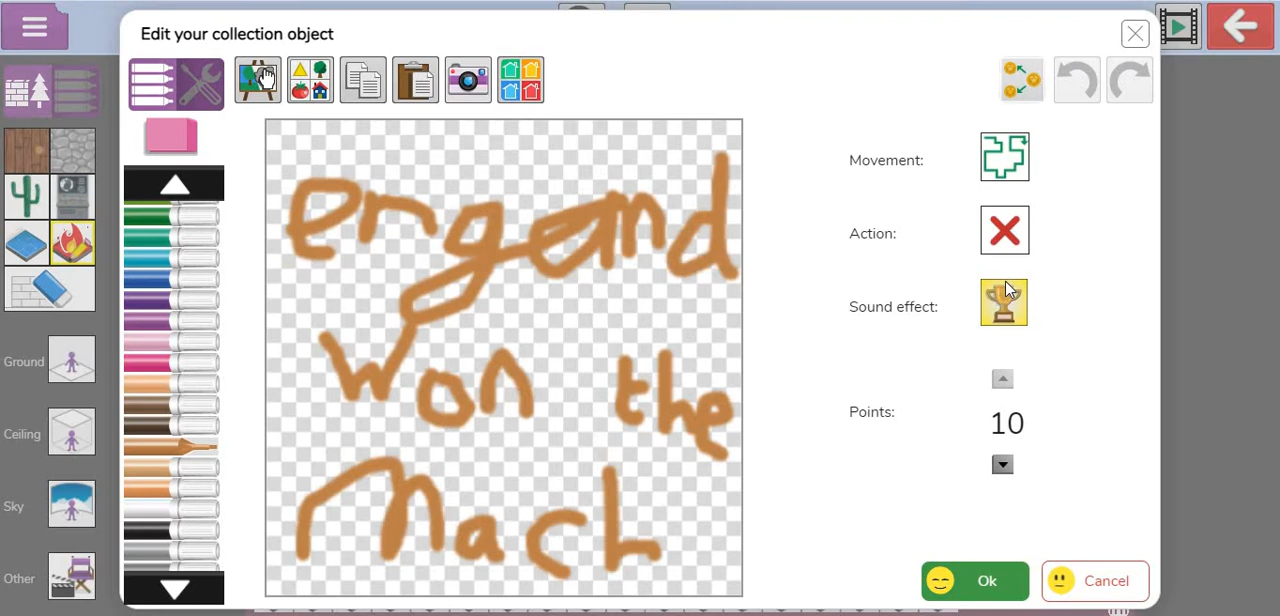 Edit your collection object
Movement:
Action:
Sound effect:
Points:
10
Ground
Ceiling
Sky
Other
Ok
Cancel
ergend
won the
Mach